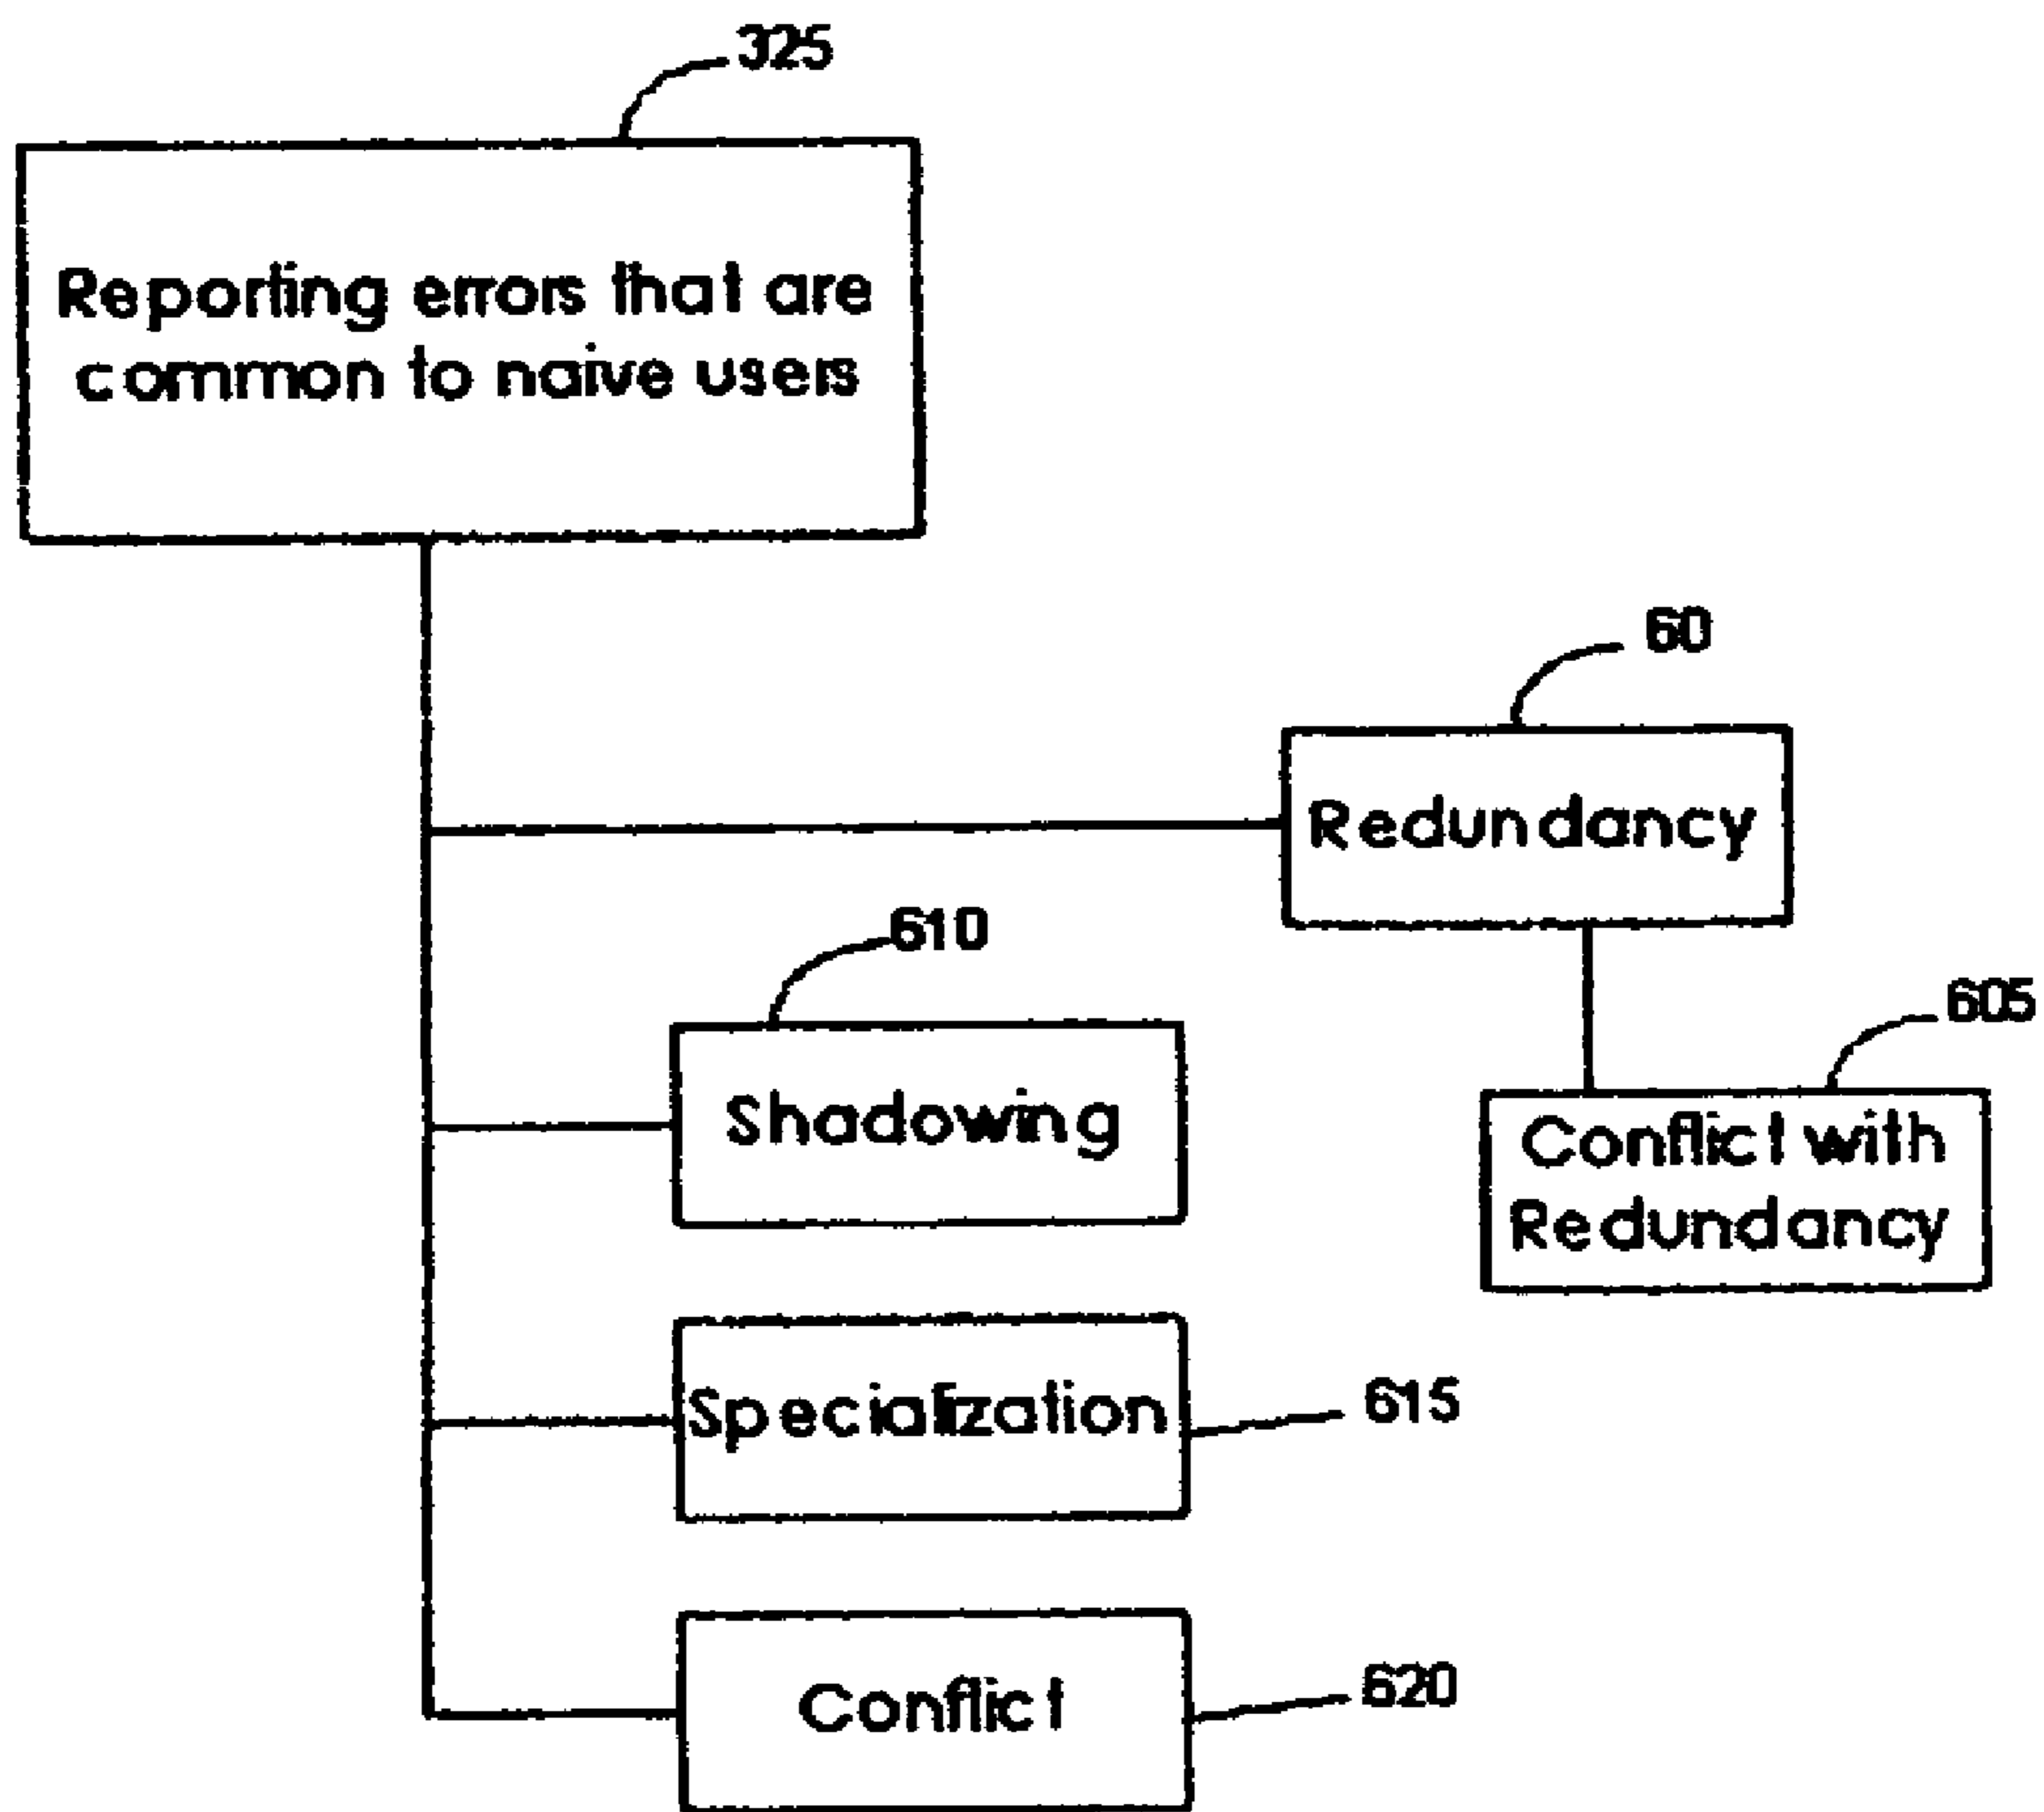 325
Reporting errors that are
common to naive users
60
Redundancy
610
Shadowing
605
Conflict with
Redundancy
Specialization
615
Conflict
620